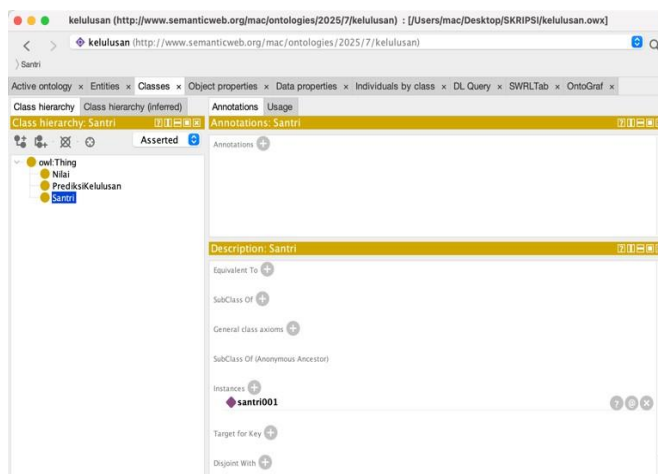 kelulusan (http://www.semanticweb.org/mac/ontologies/2025/7/kelulusan) : [/Users/mac/Desktop/SKRIPSI/kelulusan.owx]
kelulusan (http://www.semanticweb.org/mac/ontologies/2025/7/kelulusan)
Santri
Active ontology × Entities × Classes × Object properties × Data properties × Individuals by class × DL Query × SWRLTab × OntoGraf ×
Class hierarchy Class hierarchy (inferred)
Class hierarchy: Santri
Asserted
owl:Thing
Nilai
PrediksiKelulusan
Santri
Annotations Usage
Annotations: Santri
Annotations
Description: Santri
Equivalent To
SubClass Of
General class axioms
SubClass Of (Anonymous Ancestor)
Instances
santri001
Target for Key
Disjoint With